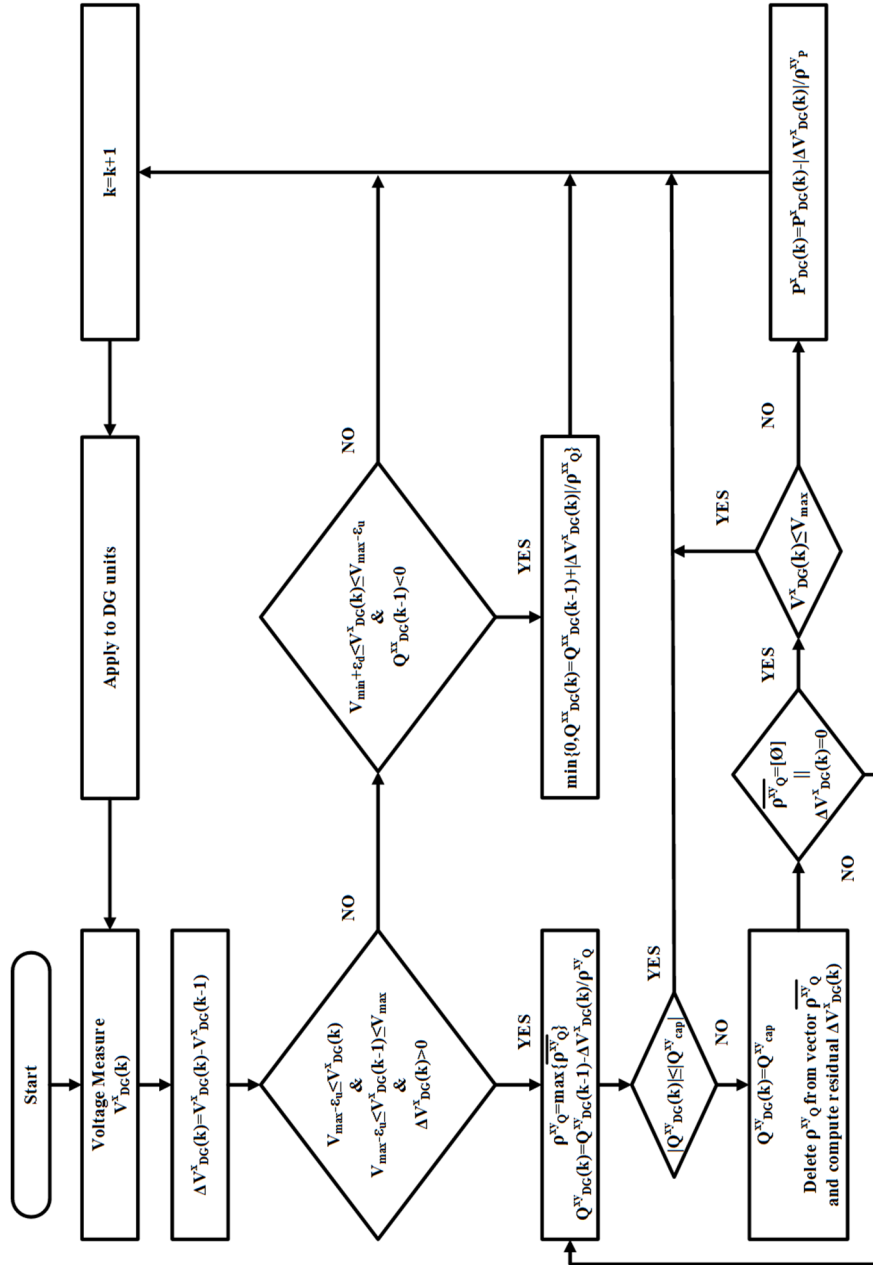 Start
Voltage Measure
V^x_DG(k)
ΔV^x_DG(k)=V^x_DG(k)-V^x_DG(k-1)
V_max-ε_u≤V^x_DG(k)
&
V_max-ε_u≤V^x_DG(k-1)≤V_max
&
ΔV^x_DG(k)>0
NO
YES
ρ^xy_Q=max{\overline{ρ^xy_Q}}
Q^xy_DG(k)=Q^xy_DG(k-1)-ΔV^x_DG(k)/ρ^xy_Q
|Q^xy_DG(k)|≤|Q^xy_cap|
YES
NO
Q^xy_DG(k)=Q^xy_cap
Delete ρ^xy_Q from vector \overline{ρ^xy_Q}
and compute residual ΔV^x_DG(k)
\overline{ρ^xy_Q}=[Ø]
||
ΔV^x_DG(k)=0
NO
YES
V^x_DG(k)≤V_max
YES
NO
P^x_DG(k)=P^x_DG(k)-|ΔV^x_DG(k)|/ρ^xy_P
V_min+ε_d≤V^x_DG(k)≤V_max-ε_u
&
Q^xx_DG(k-1)<0
NO
YES
min{0,Q^xx_DG(k)=Q^xx_DG(k-1)+|ΔV^x_DG(k)|/ρ^xx_Q}
k=k+1
Apply to DG units